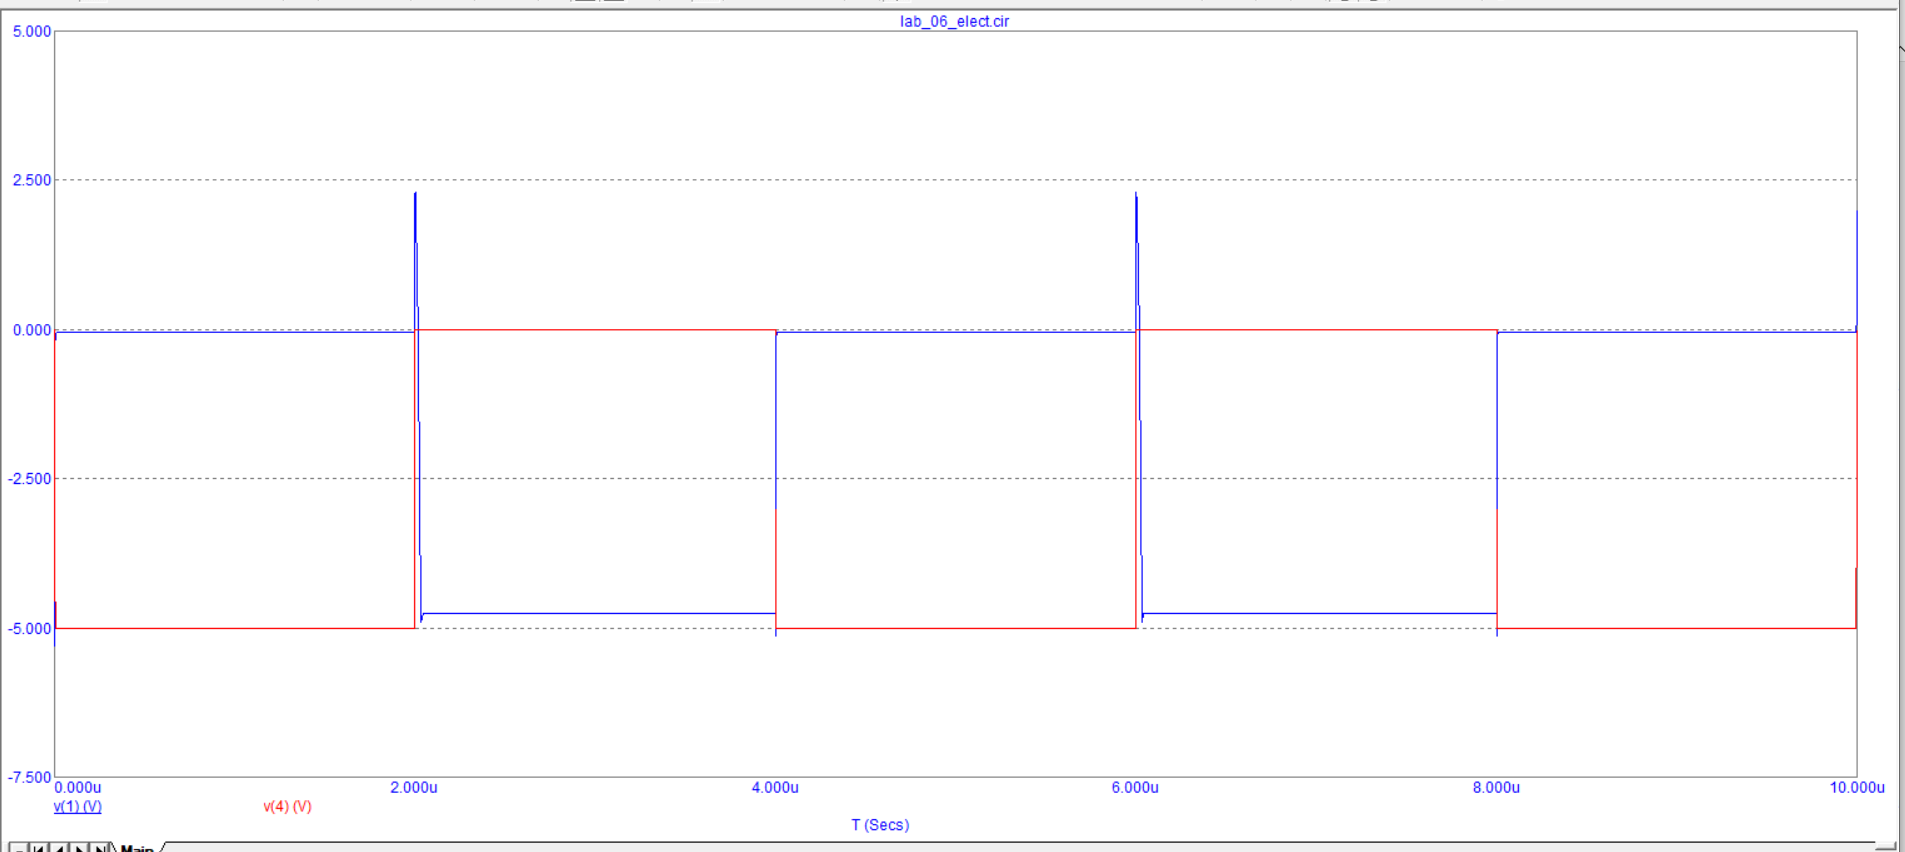 lab_06_elect.cir
5.000
2.500
0.000
-2.500
-5.000
-7.500
0.000u 2.000u 4.000u 6.000u 8.000u 10.000u
v(1) (V) v(4) (V)
T (Secs)
Main